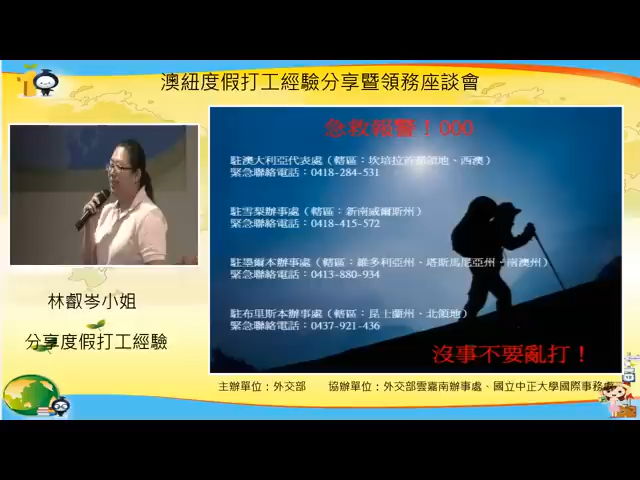 澳紐度假打工經驗分享暨領務座談會
急救報警！000
駐澳大利亞代表處（轄區：坎培拉首都領地、西澳）
緊急聯絡電話：0418-284-531
駐雪梨辦事處（轄區：新南威爾斯州）
緊急聯絡電話：0418-415-572
駐墨爾本辦事處（轄區：維多利亞州、塔斯馬尼亞州、南澳州）
緊急聯絡電話：0413-880-934
駐布里斯本辦事處（轄區：昆士蘭州、北領地）
緊急聯絡電話：0437-921-436
沒事不要亂打！
林叡岑小姐
分享度假打工經驗
主辦單位：外交部
協辦單位：外交部雲嘉南辦事處、國立中正大學國際事務處